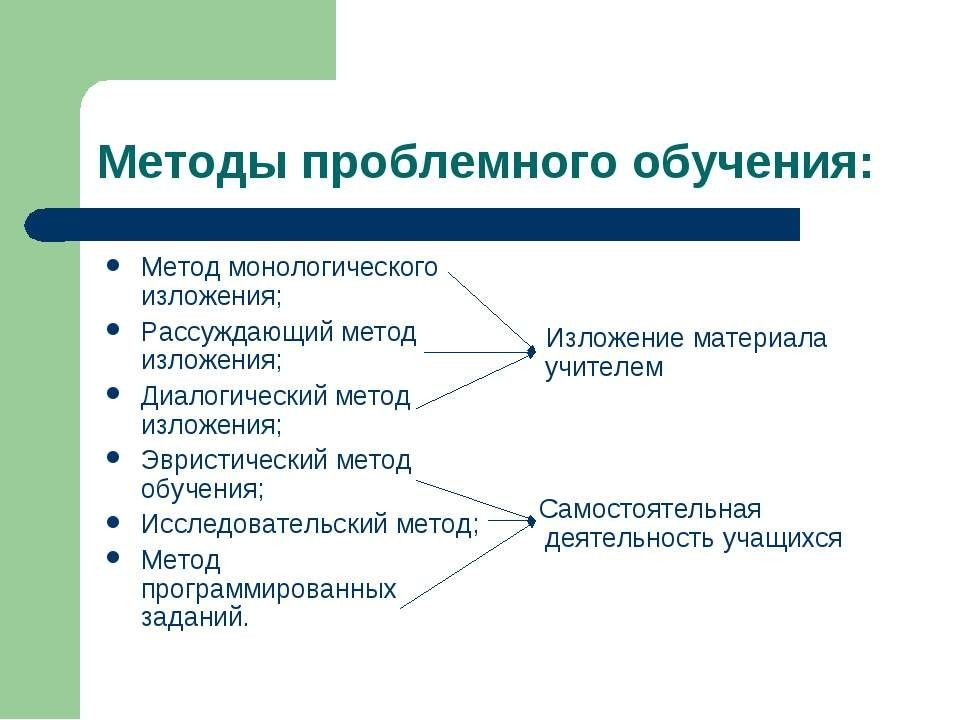 Методы проблемного обучения:
Метод монологического
изложения;
Рассуждающий метод
изложения;
Диалогический метод
изложения;
Эвристический метод
обучения;
Исследовательский метод;
Метод
программированных
заданий.
Изложение материала
учителем
Самостоятельная
деятельность учащихся